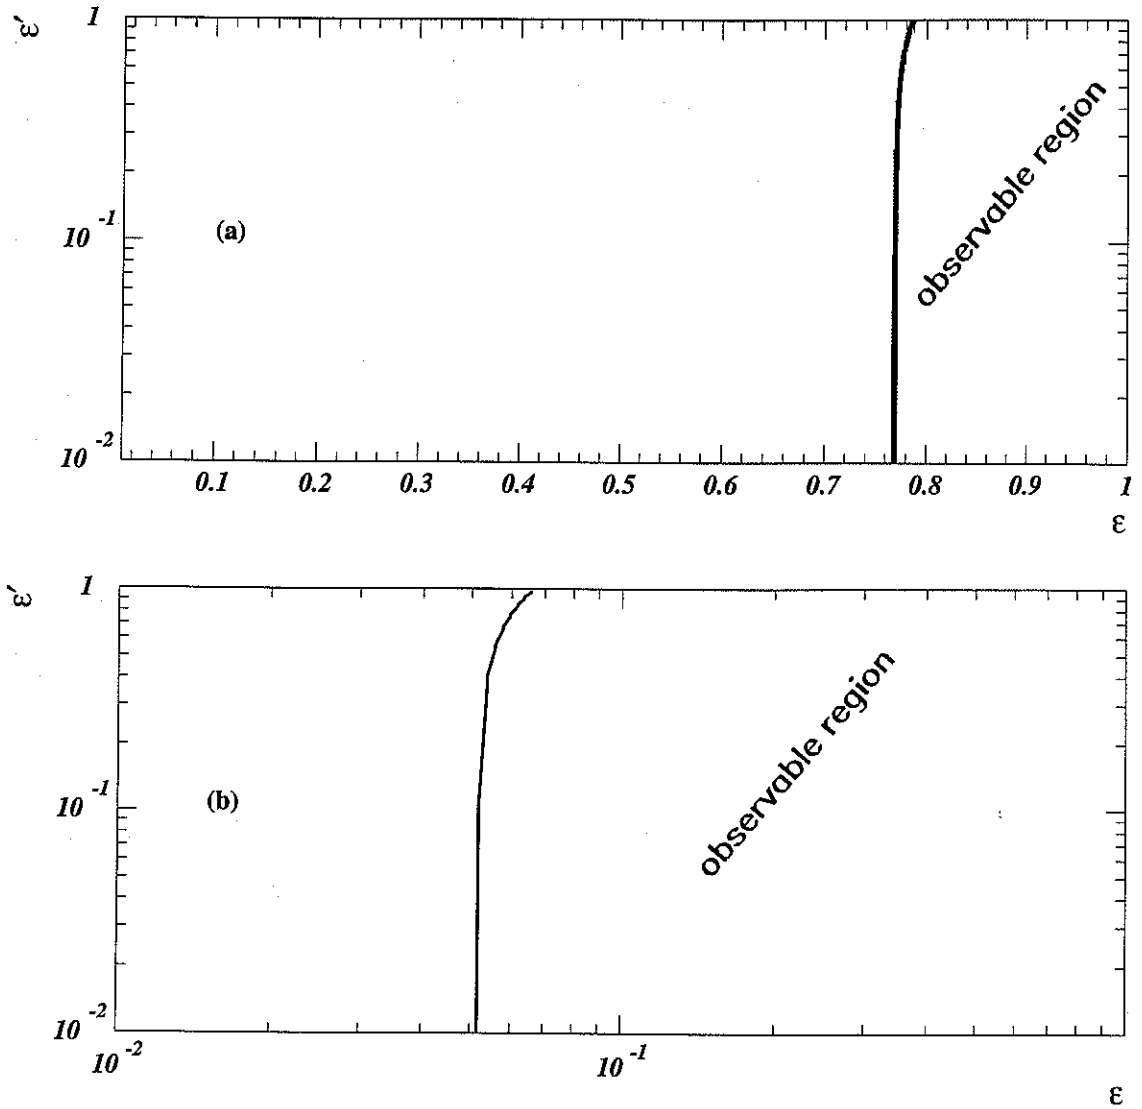 ε′
1
10 -1
10 -2
(a)
observable region
0.1 0.2 0.3 0.4 0.5 0.6 0.7 0.8 0.9 1
ε
ε′
1
10 -1
10 -2
(b)
observable region
10 -2 10 -1
ε